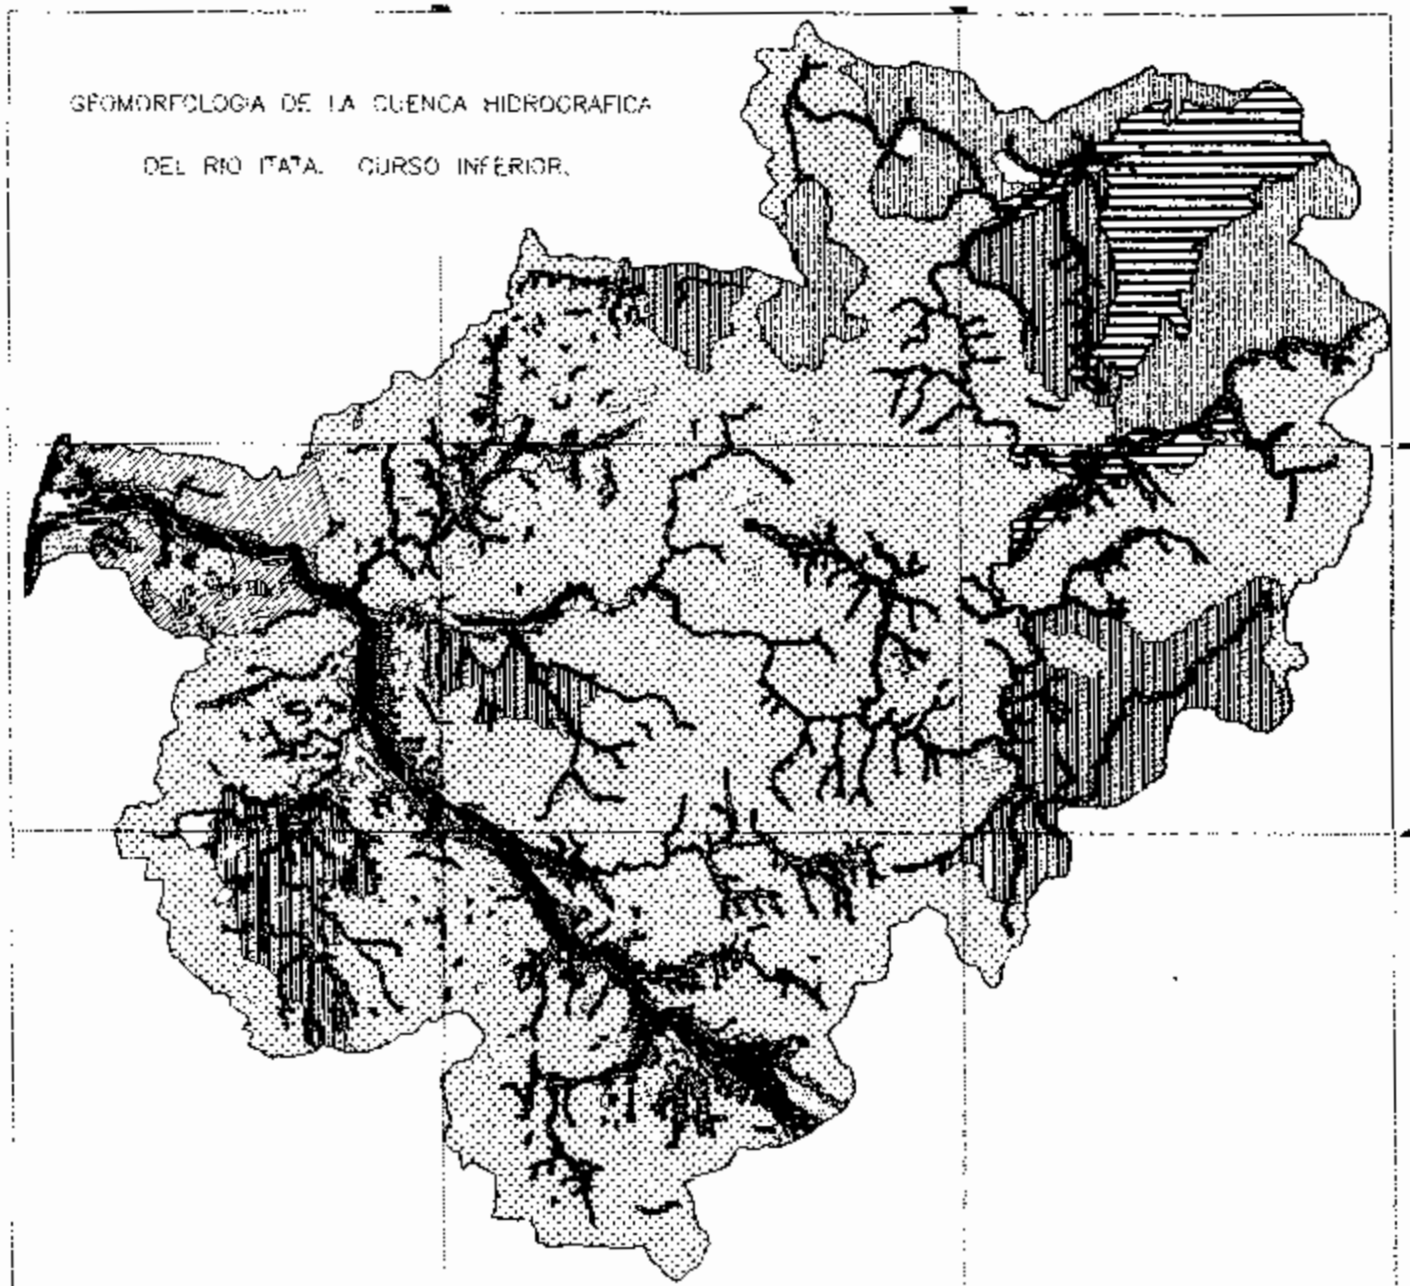 GEOMORFOLOGIA DE LA CUENCA HIDROGRAFICA
DEL RIO ITATA. CURSO INFERIOR.